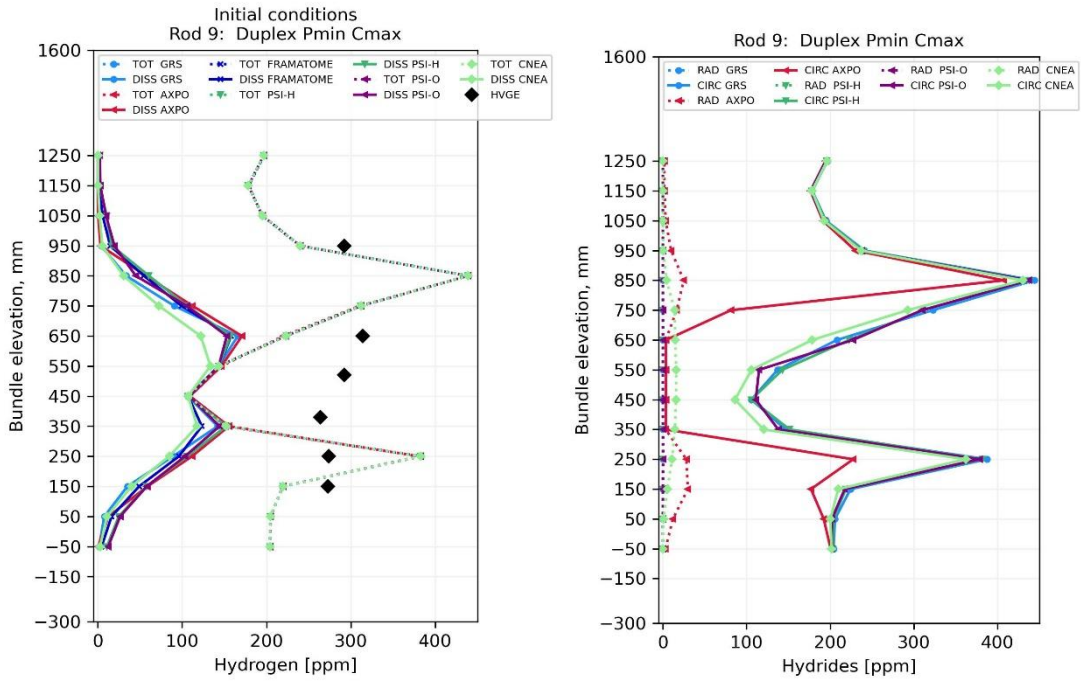 Initial conditions
Rod 9: Duplex Pmin Cmax
TOT GRS
DISS GRS
TOT AXPO
DISS AXPO
TOT FRAMATOME
DISS FRAMATOME
TOT PSI-H
DISS PSI-H
TOT PSI-O
DISS PSI-O
TOT CNEA
DISS CNEA
HVGE
1600
1250
1150
1050
950
850
750
650
550
450
350
250
150
50
−50
−150
−300
Bundle elevation, mm
0 100 200 300 400
Hydrogen [ppm]
Rod 9: Duplex Pmin Cmax
RAD GRS
CIRC GRS
RAD AXPO
CIRC AXPO
RAD PSI-H
CIRC PSI-H
RAD PSI-O
CIRC PSI-O
RAD CNEA
CIRC CNEA
1600
1250
1150
1050
950
850
750
650
550
450
350
250
150
50
−50
−150
−300
Bundle elevation, mm
0 100 200 300 400
Hydrides [ppm]